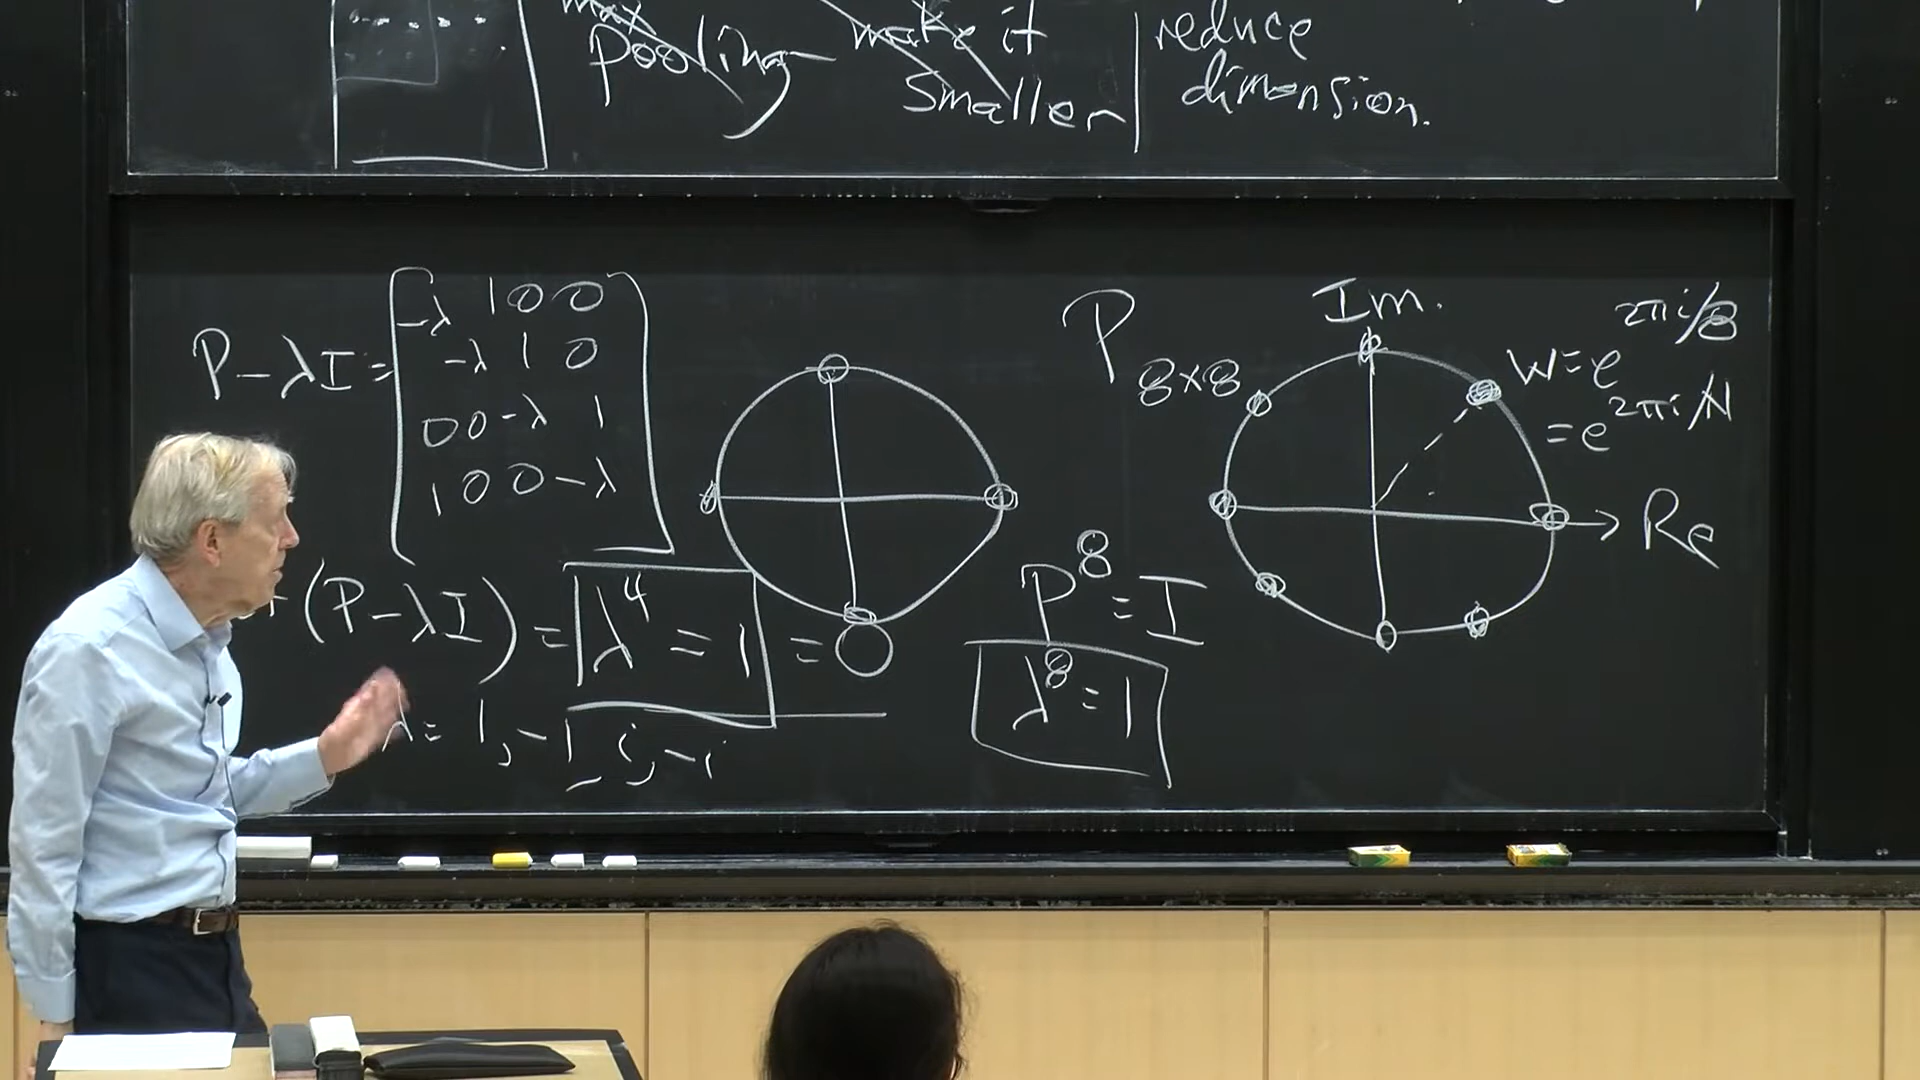 max
pooling
make it
smaller
reduce
dimension.
P-λI=
-λ 1 0 0
-λ 1 0
0 0 -λ 1
1 0 0 -λ
(P-λI) = λ⁴ = 1 = 0
λ = 1, -1, i, -i
P 8×8
P⁸ = I
λ⁸ = 1
Im.
Re
w = e^2πi/8
= e^2πi/N